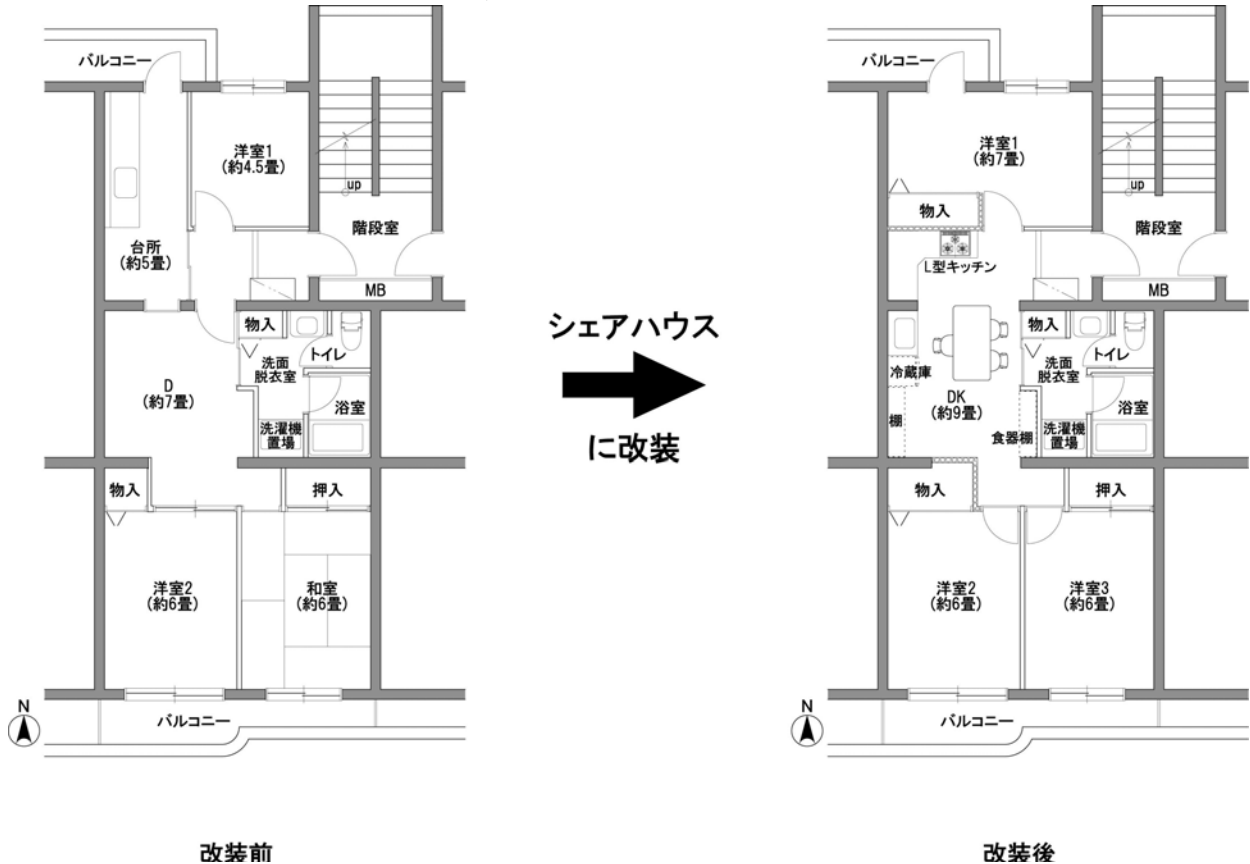 バルコニー
洋室1
(約4.5畳)
up
台所
(約5畳)
階段室
MB
物入
トイレ
洗面
脱衣室
D
(約7畳)
浴室
洗濯機
置場
物入
押入
洋室2
(約6畳)
和室
(約6畳)
N
バルコニー
改装前
シェアハウス
に改装
バルコニー
洋室1
(約7畳)
up
物入
階段室
L型キッチン
MB
物入
トイレ
洗面
脱衣室
冷蔵庫
DK
(約9畳)
浴室
棚
食器棚
洗濯機
置場
物入
押入
洋室2
(約6畳)
洋室3
(約6畳)
N
バルコニー
改装後